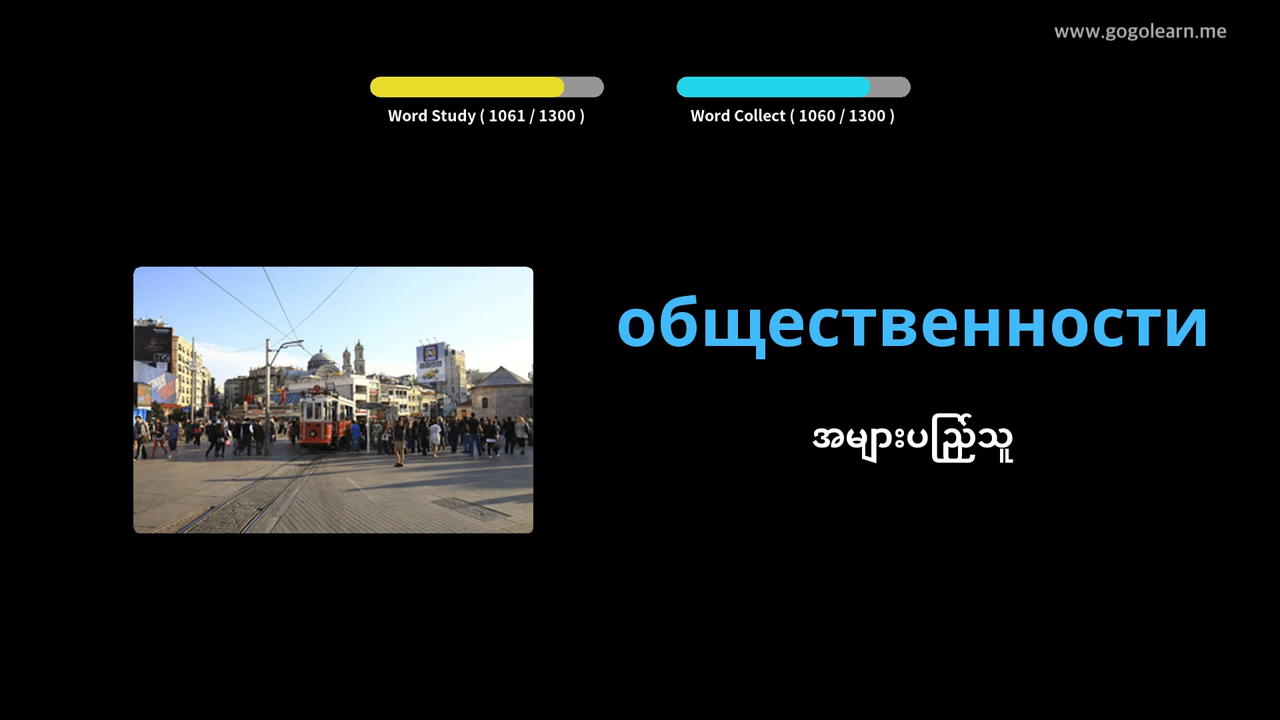 www.gogolearn.me
Word Study ( 1061 / 1300 )
Word Collect ( 1060 / 1300 )
общественности
အများပြည်သူ